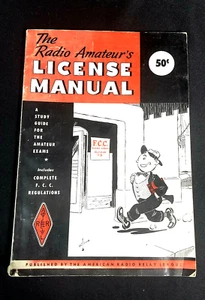 The
Radio Amateur's
LICENSE
MANUAL
50¢
A
STUDY
GUIDE
FOR THE
AMATEUR
EXAMS
Includes
COMPLETE
F. C. C.
REGULATIONS
F.C.C.
A
R R
L
PUBLISHED BY THE AMERICAN RADIO RELAY LEAGUE